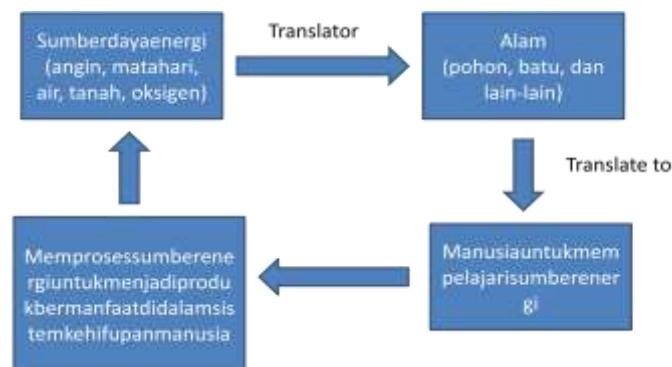 Sumberdayaenergi
(angin, matahari,
air, tanah, oksigen)
Translator
Alam
(pohon, batu, dan
lain-lain)
Translate to
Manusiauntukmem
pelajarisumberener
gi
Memprosessumberene
rgiuntukmenjadiprodu
kbermanfaatdidalamsis
temkehifupanmanusia